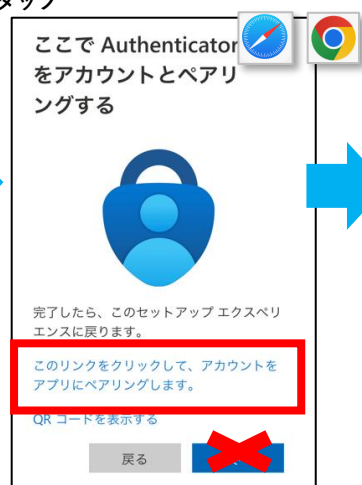 タップ
ここで Authenticator
をアカウントとペアリ
ングする
完了したら、このセットアップ エクスペリ
エンスに戻ります。
このリンクをクリックして、アカウントを
アプリにペアリングします。
QR コードを表示する
戻る